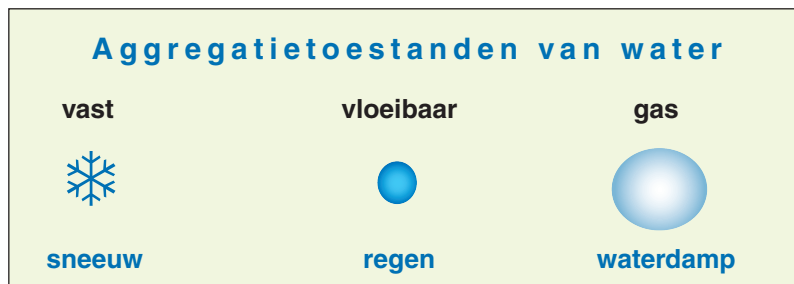 Aggregatietoestanden van water
vast vloeibaar gas
sneeuw regen waterdamp